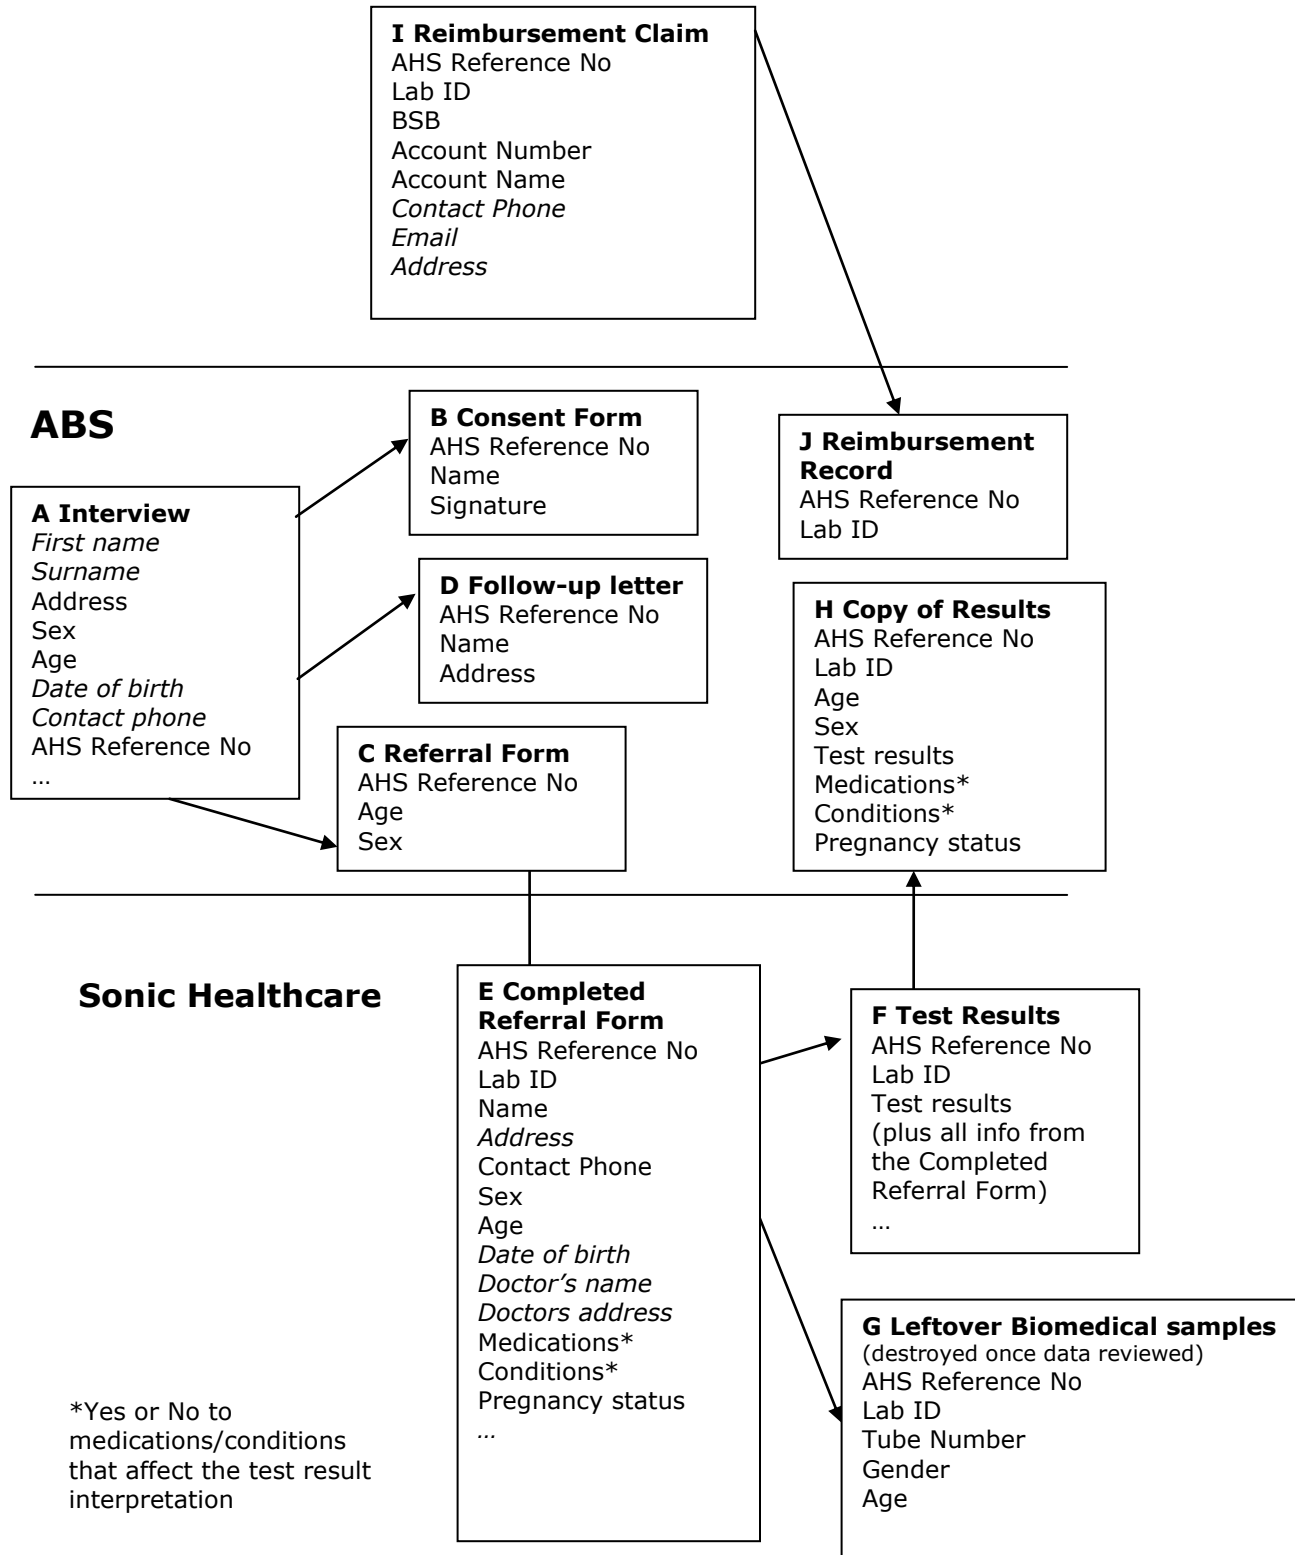 I Reimbursement Claim
AHS Reference No
Lab ID
BSB
Account Number
Account Name
Contact Phone
Email
Address
ABS
B Consent Form
AHS Reference No
Name
Signature
J Reimbursement
Record
AHS Reference No
Lab ID
A Interview
First name
Surname
Address
Sex
Age
Date of birth
Contact phone
AHS Reference No
...
D Follow-up letter
AHS Reference No
Name
Address
H Copy of Results
AHS Reference No
Lab ID
Age
Sex
Test results
Medications*
Conditions*
Pregnancy status
C Referral Form
AHS Reference No
Age
Sex
Sonic Healthcare
E Completed
Referral Form
AHS Reference No
Lab ID
Name
Address
Contact Phone
Sex
Age
Date of birth
Doctor's name
Doctors address
Medications*
Conditions*
Pregnancy status
...
F Test Results
AHS Reference No
Lab ID
Test results
(plus all info from
the Completed
Referral Form)
...
G Leftover Biomedical samples
(destroyed once data reviewed)
AHS Reference No
Lab ID
Tube Number
Gender
Age
*Yes or No to
medications/conditions
that affect the test result
interpretation